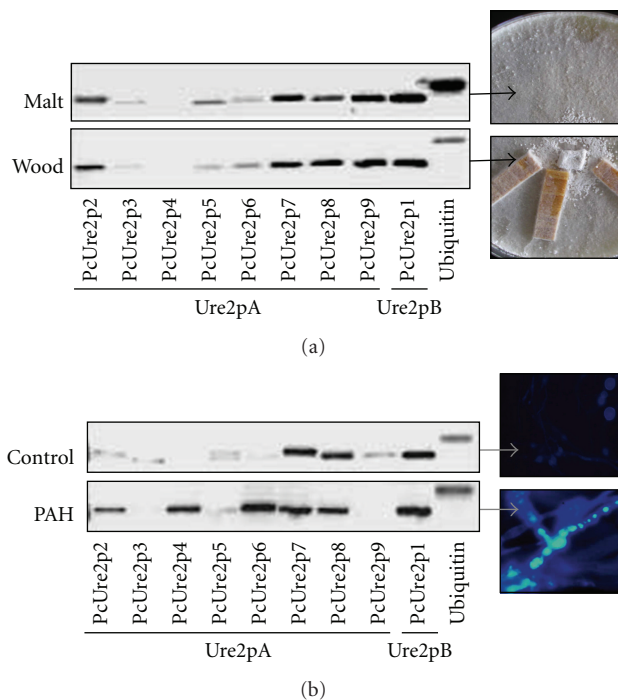 Malt
Wood
PcUre2p2
PcUre2p3
PcUre2p4
PcUre2p5
PcUre2p6
PcUre2p7
PcUre2p8
PcUre2p9
PcUre2p1
Ubiquitin
Ure2pA
Ure2pB
(a)
Control
PAH
PcUre2p2
PcUre2p3
PcUre2p4
PcUre2p5
PcUre2p6
PcUre2p7
PcUre2p8
PcUre2p9
PcUre2p1
Ubiquitin
Ure2pA
Ure2pB
(b)